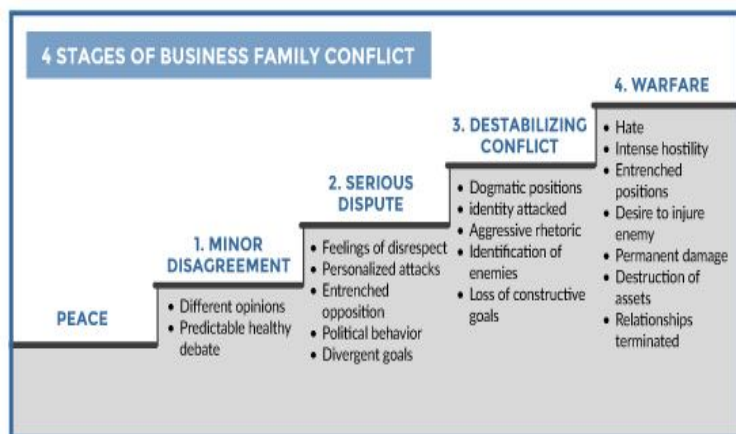 4 STAGES OF BUSINESS FAMILY CONFLICT
PEACE
1. MINOR
DISAGREEMENT
• Different opinions
• Predictable healthy
debate
2. SERIOUS
DISPUTE
• Feelings of disrespect
• Personalized attacks
• Entrenched
opposition
• Political behavior
• Divergent goals
3. DESTABILIZING
CONFLICT
• Dogmatic positions
• identity attacked
• Aggressive rhetoric
• Identification of
enemies
• Loss of constructive
goals
4. WARFARE
• Hate
• Intense hostility
• Entrenched
positions
• Desire to injure
enemy
• Permanent damage
• Destruction of
assets
• Relationships
terminated